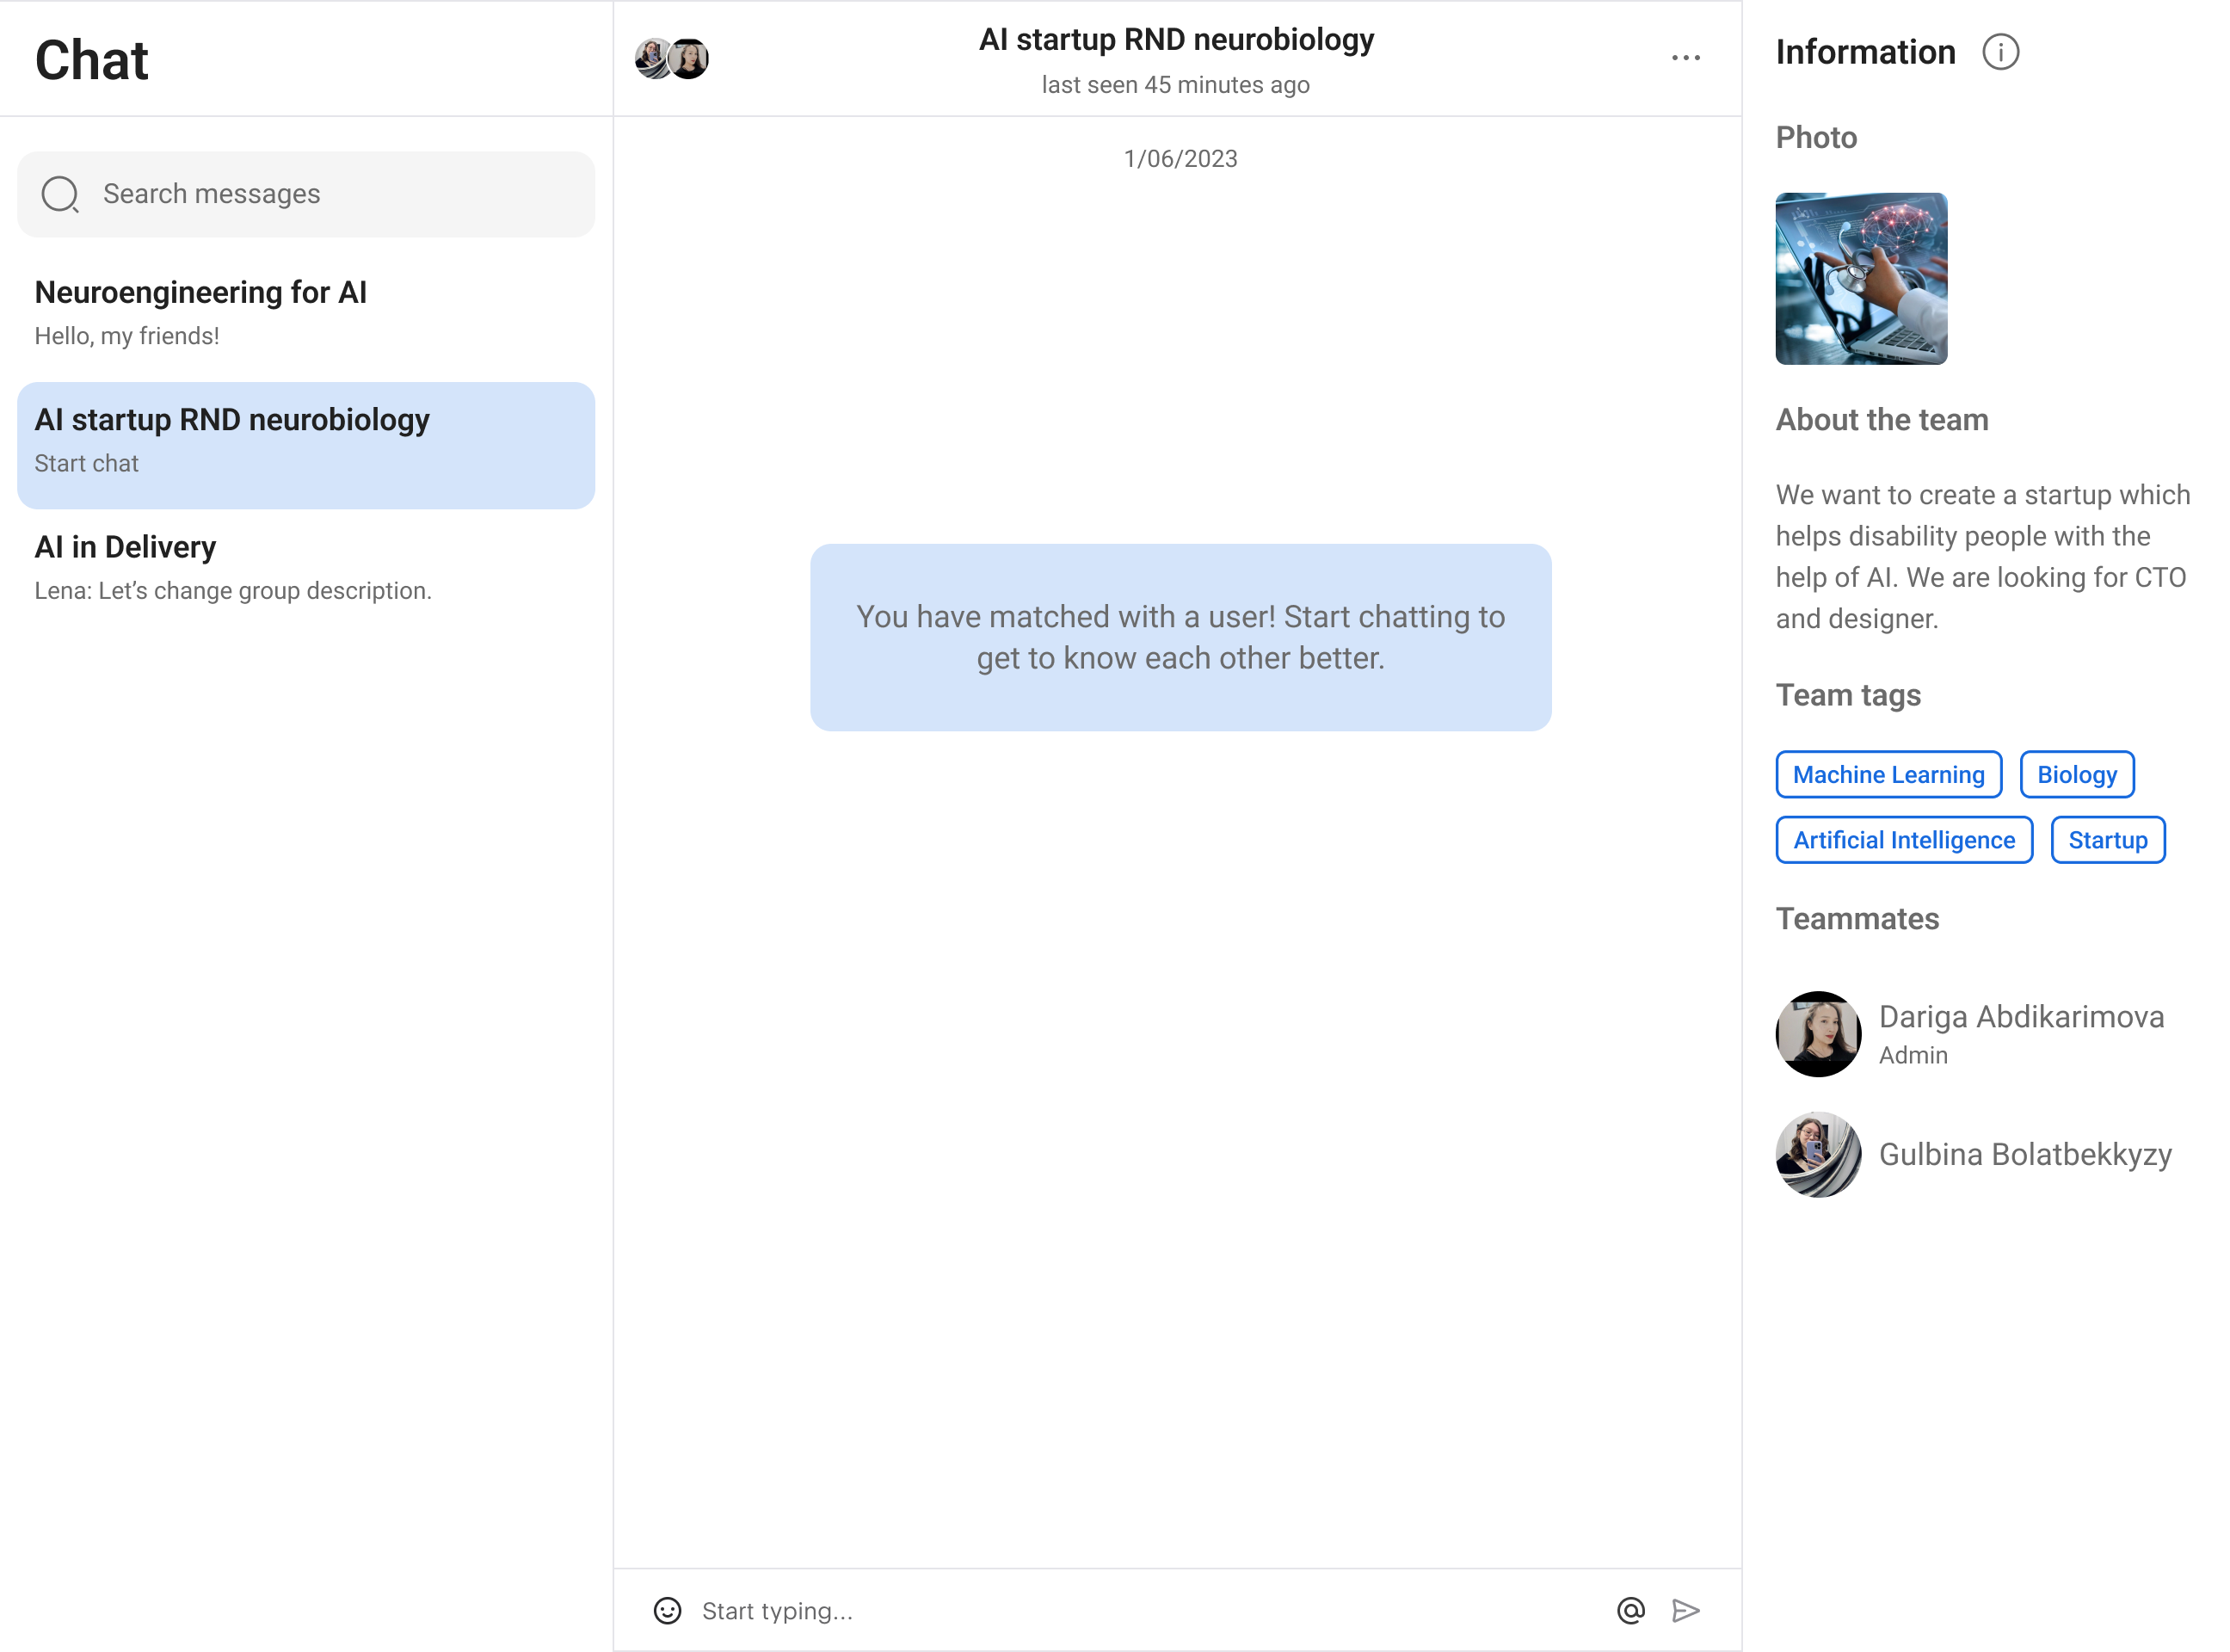 Chat
Search messages
Neuroengineering for AI
Hello, my friends!
AI startup RND neurobiology
Start chat
AI in Delivery
Lena: Let’s change group description.
AI startup RND neurobiology
last seen 45 minutes ago
1/06/2023
You have matched with a user! Start chatting to
get to know each other better.
Start typing...
Information
Photo
About the team
We want to create a startup which
helps disability people with the
help of AI. We are looking for CTO
and designer.
Team tags
Machine Learning
Biology
Artificial Intelligence
Startup
Teammates
Dariga Abdikarimova
Admin
Gulbina Bolatbekkyzy